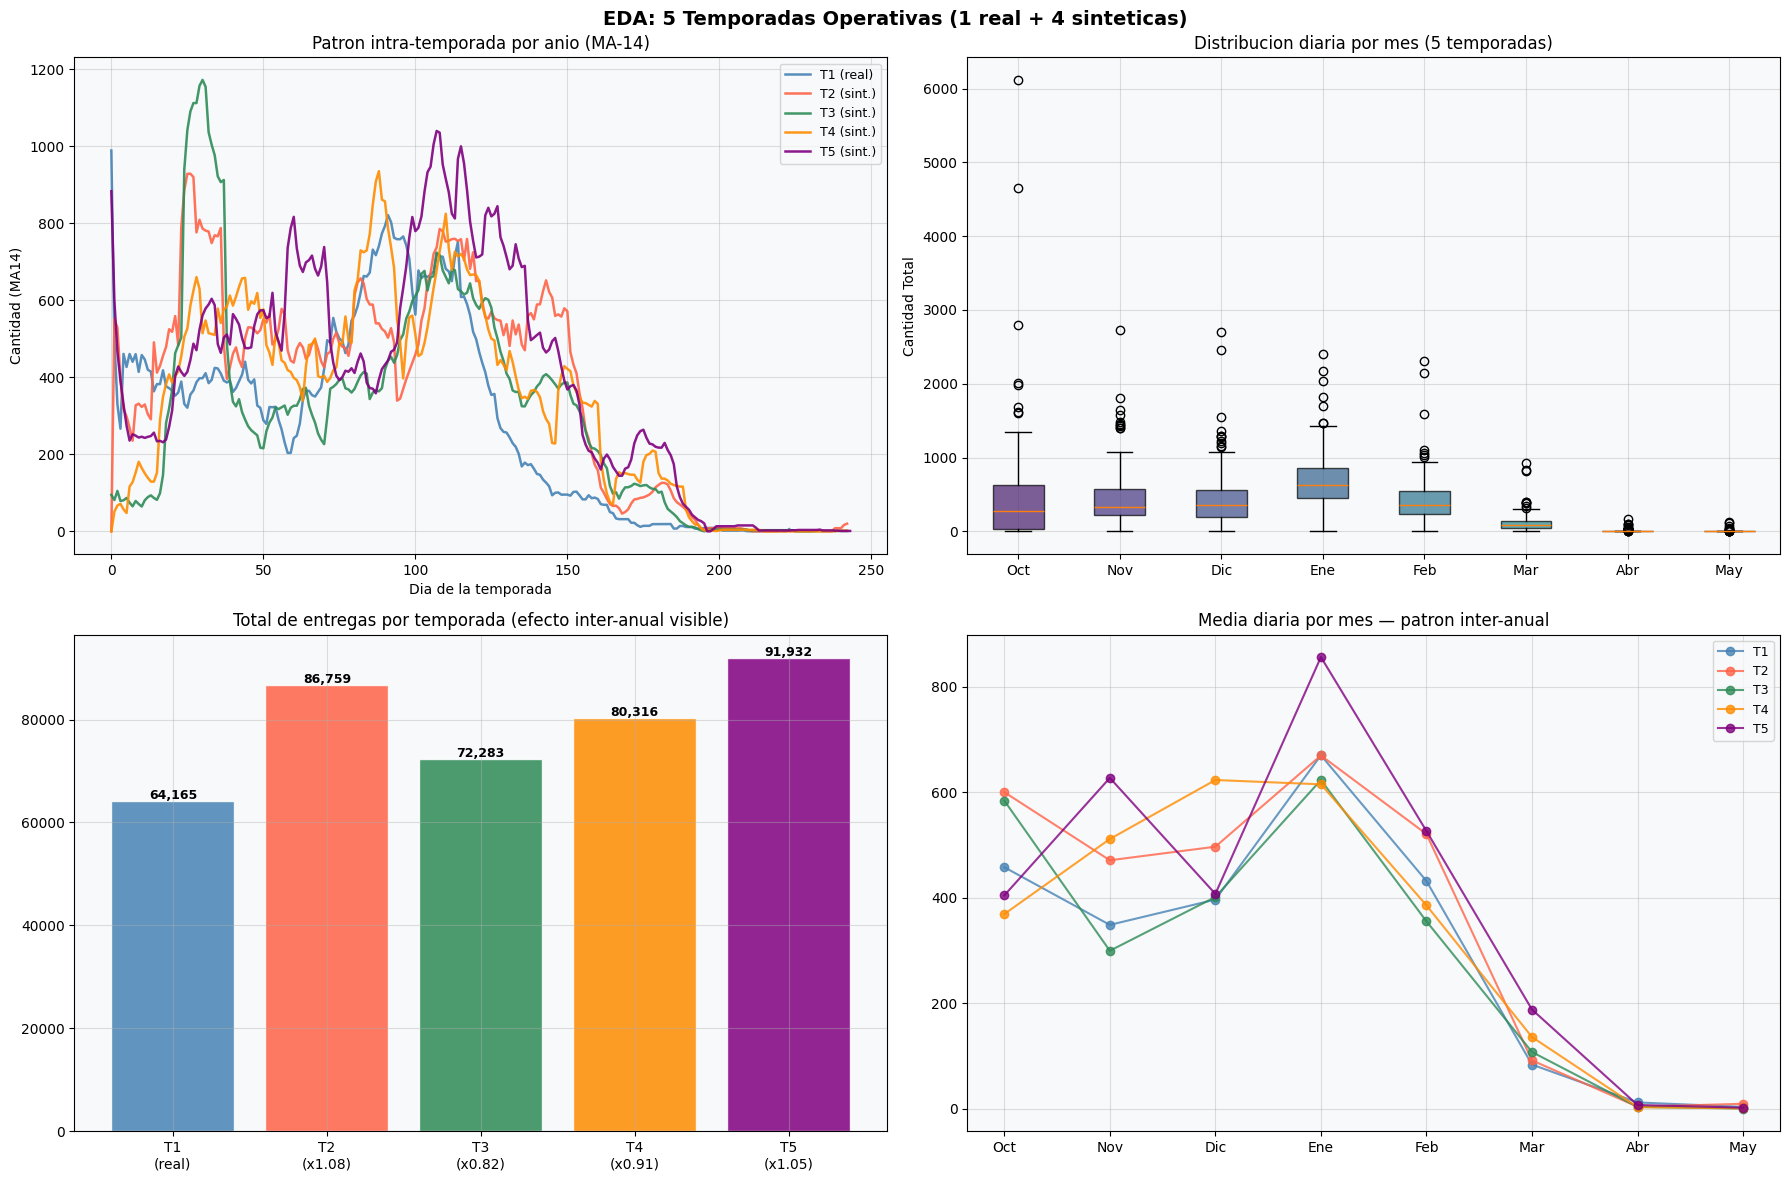 EDA: 5 Temporadas Operativas (1 real + 4 sinteticas)
Patron intra-temporada por anio (MA-14)
Cantidad (MA14)
1200
1000
800
600
400
200
0
0 50 100 150 200 250
Dia de la temporada
T1 (real)
T2 (sint.)
T3 (sint.)
T4 (sint.)
T5 (sint.)
Distribucion diaria por mes (5 temporadas)
Cantidad Total
6000
5000
4000
3000
2000
1000
0
Oct Nov Dic Ene Feb Mar Abr May
Total de entregas por temporada (efecto inter-anual visible)
80000
60000
40000
20000
0
64,165
86,759
72,283
80,316
91,932
T1 T2 T3 T4 T5
(real) (x1.08) (x0.82) (x0.91) (x1.05)
Media diaria por mes — patron inter-anual
800
600
400
200
0
Oct Nov Dic Ene Feb Mar Abr May
T1
T2
T3
T4
T5